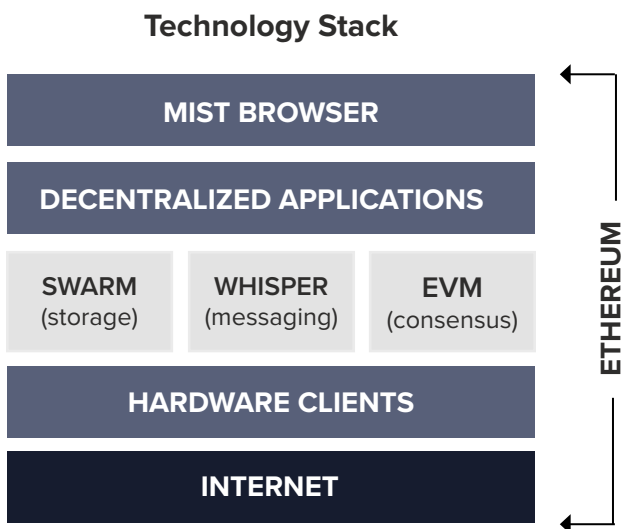 Technology Stack
MIST BROWSER
DECENTRALIZED APPLICATIONS
SWARM
(storage)
WHISPER
(messaging)
EVM
(consensus)
HARDWARE CLIENTS
INTERNET
ETHEREUM